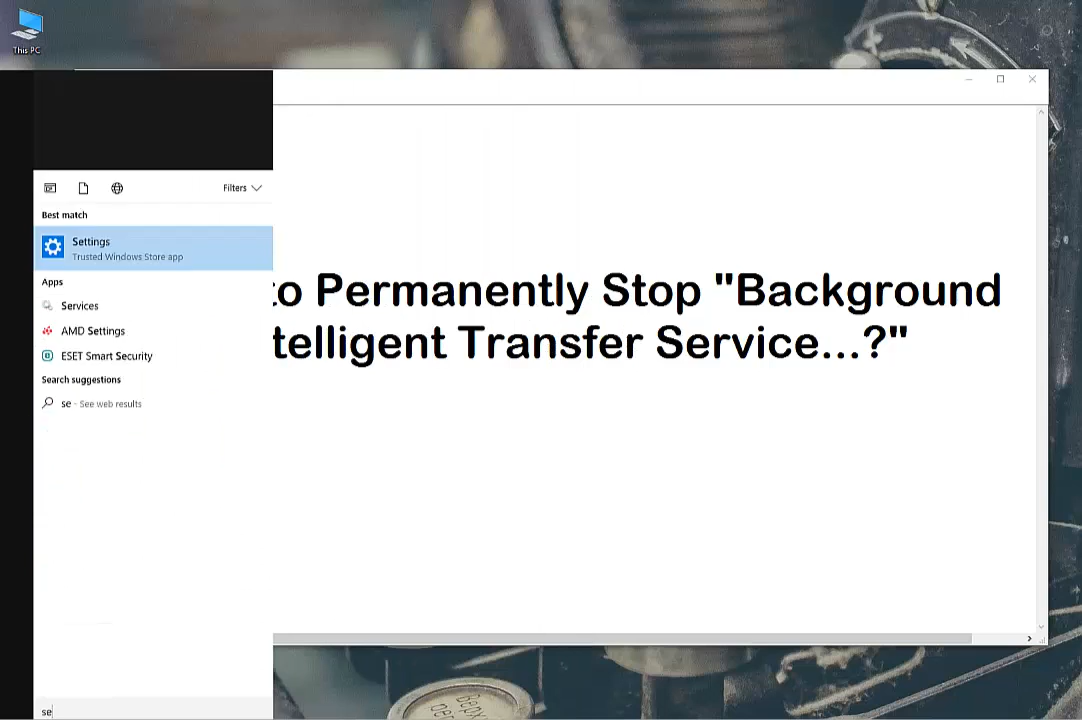 This PC
Filters
Best match
Settings
Trusted Windows Store app
Apps
Services
AMD Settings
ESET Smart Security
Search suggestions
se - See web results
se
to Permanently Stop "Background
telligent Transfer Service...?"